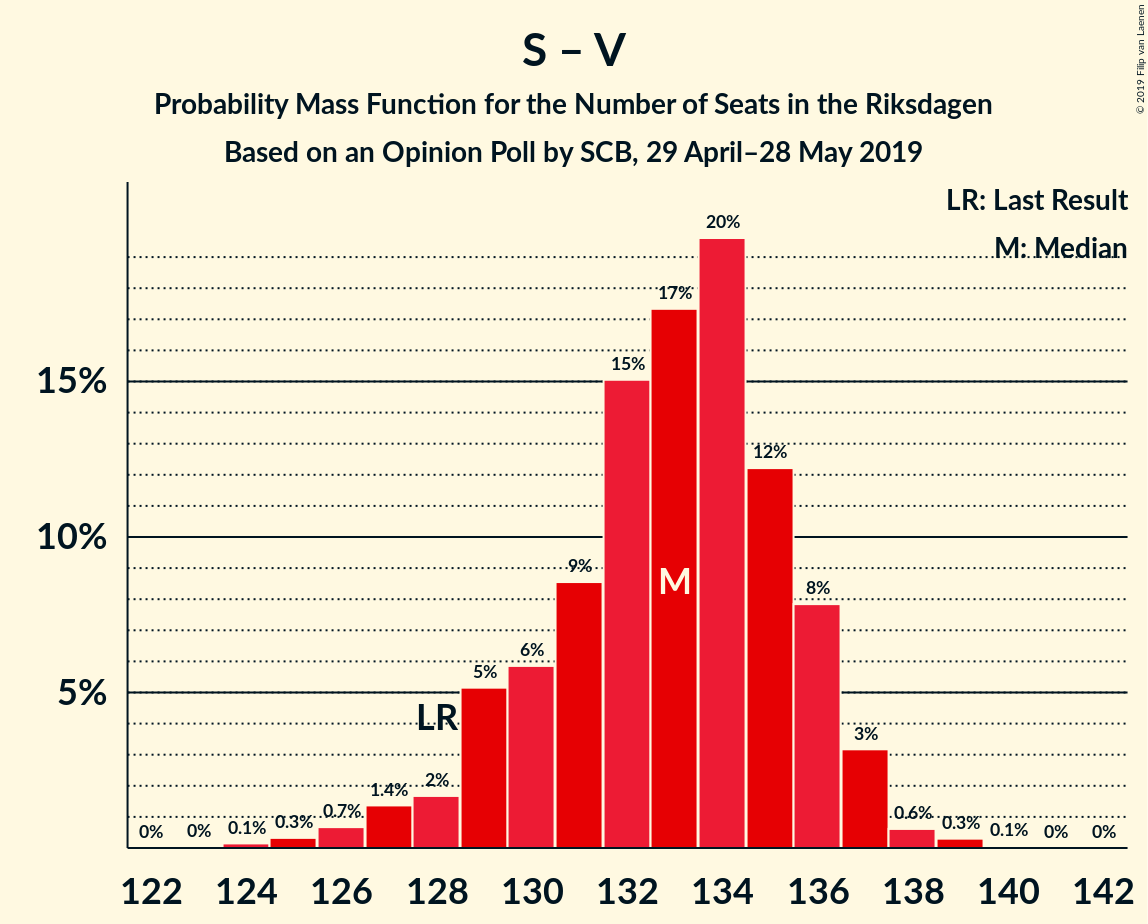 S – V
Probability Mass Function for the Number of Seats in the Riksdagen
Based on an Opinion Poll by SCB, 29 April–28 May 2019
© 2019 Filip van Laenen
LR: Last Result
M: Median
20%
17%
15%
15%
12%
10%
9%
M
8%
6%
5%
5%
LR
3%
2%
1.4%
0.7%
0.6%
0.3%
0.3%
0.1%
0.1%
0%
0%
0%
0%
122 124 126 128 130 132 134 136 138 140 142